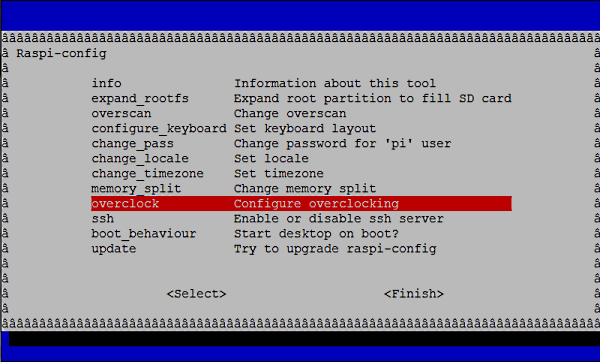 Raspi-config
info Information about this tool
expand_rootfs Expand root partition to fill SD card
overscan Change overscan
configure_keyboard Set keyboard layout
change_pass Change password for 'pi' user
change_locale Set locale
change_timezone Set timezone
memory_split Change memory split
overclock Configure overclocking
ssh Enable or disable ssh server
boot_behaviour Start desktop on boot?
update Try to upgrade raspi-config
<Select> <Finish>